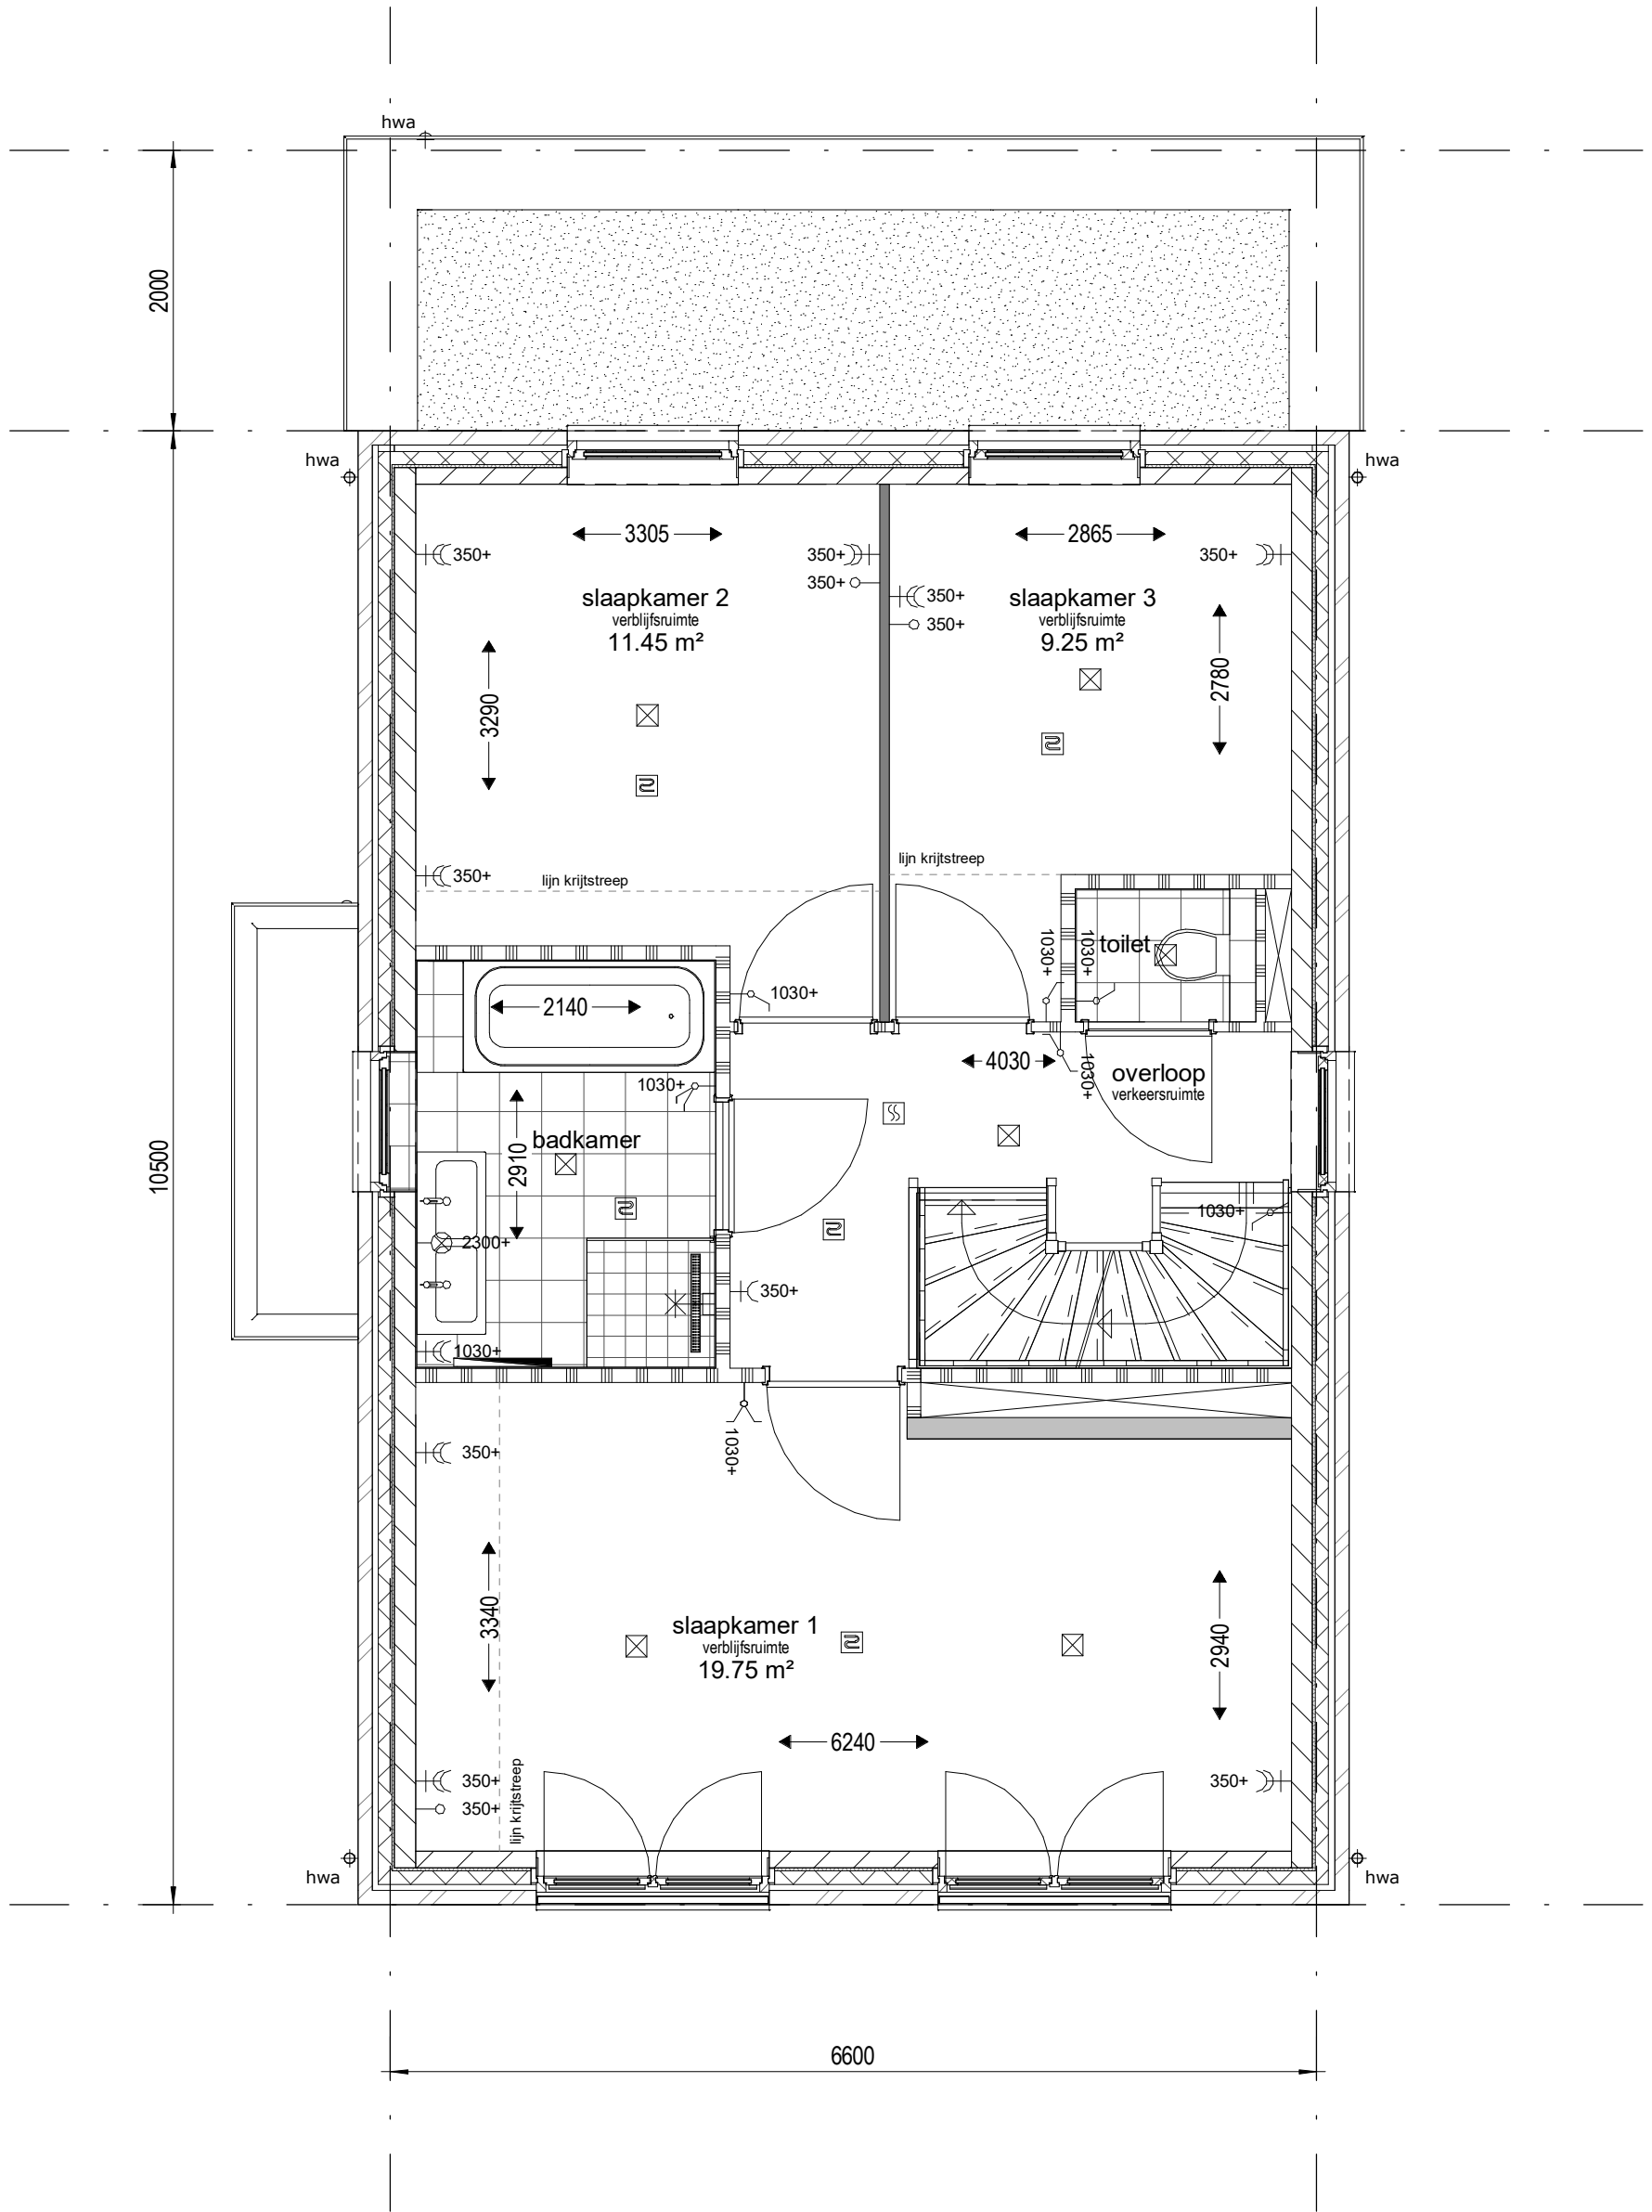 hwa
2000
hwa
hwa
3305
2865
350+
350+
350+
350+
slaapkamer 2
verblijfsruimte
11.45 m²
350+
350+
slaapkamer 3
verblijfsruimte
9.25 m²
3290
2780
350+
lijn krijtstreep
lijn krijtstreep
1030+
1030+
toilet
1030+
2140
4030
1030+
overloop
verkeersruimte
1030+
badkamer
2910
10500
2300+
1030+
350+
1030+
350+
1030+
3340
slaapkamer 1
verblijfsruimte
19.75 m²
2940
6240
350+
350+
lijn krijtstreep
350+
hwa
hwa
6600